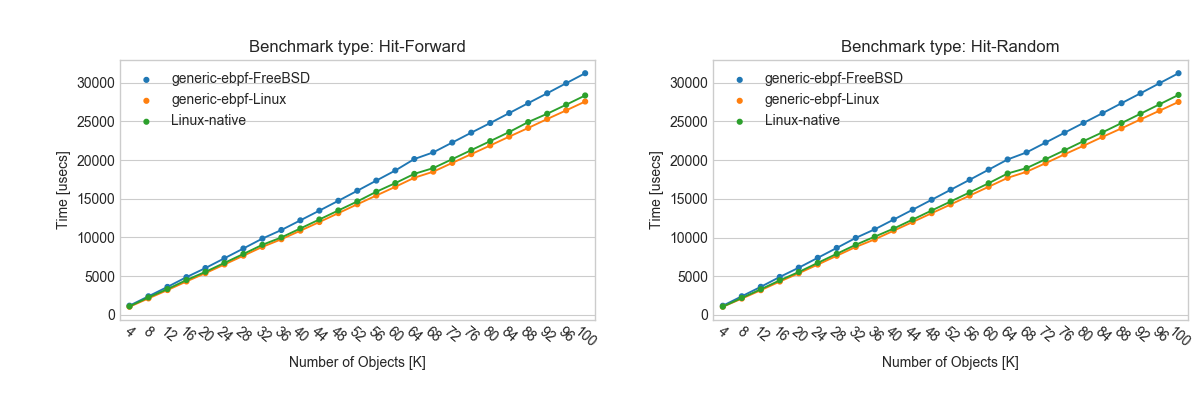 Benchmark type: Hit-Forward
generic-ebpf-FreeBSD
generic-ebpf-Linux
Linux-native
Time [usecs]
30000
25000
20000
15000
10000
5000
0
4 8 12 16 20 24 28 32 36 40 44 48 52 56 60 64 68 72 76 80 84 88 92 96 100
Number of Objects [K]
Benchmark type: Hit-Random
generic-ebpf-FreeBSD
generic-ebpf-Linux
Linux-native
Time [usecs]
30000
25000
20000
15000
10000
5000
0
4 8 12 16 20 24 28 32 36 40 44 48 52 56 60 64 68 72 76 80 84 88 92 96 100
Number of Objects [K]